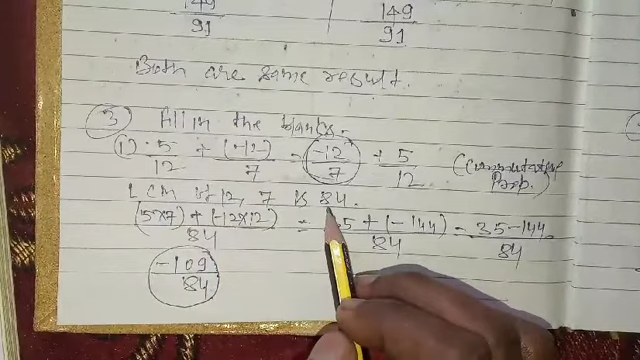 149/91 149/91
Both are same result.
3 Fill in the blanks.
1) 5/12 + (-12)/7 = -12/7 + 5/12 (Commutative Prop.)
LCM of 12, 7 is 84.
(5×7) + (-12×12)/84 = 35 + (-144)/84 = 35-144/84
-109/84